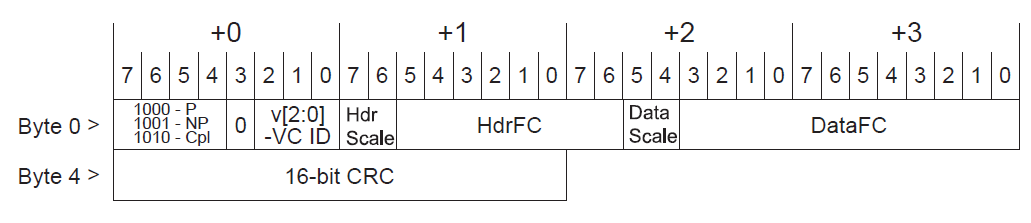 +0 +1 +2 +3
7 6 5 4 3 2 1 0 7 6 5 4 3 2 1 0 7 6 5 4 3 2 1 0 7 6 5 4 3 2 1 0
Byte 0 >
1000 - P
1001 - NP
1010 - Cpl
0
v[2:0]
-VC ID
Hdr
Scale
HdrFC
Data
Scale
DataFC
Byte 4 >
16-bit CRC